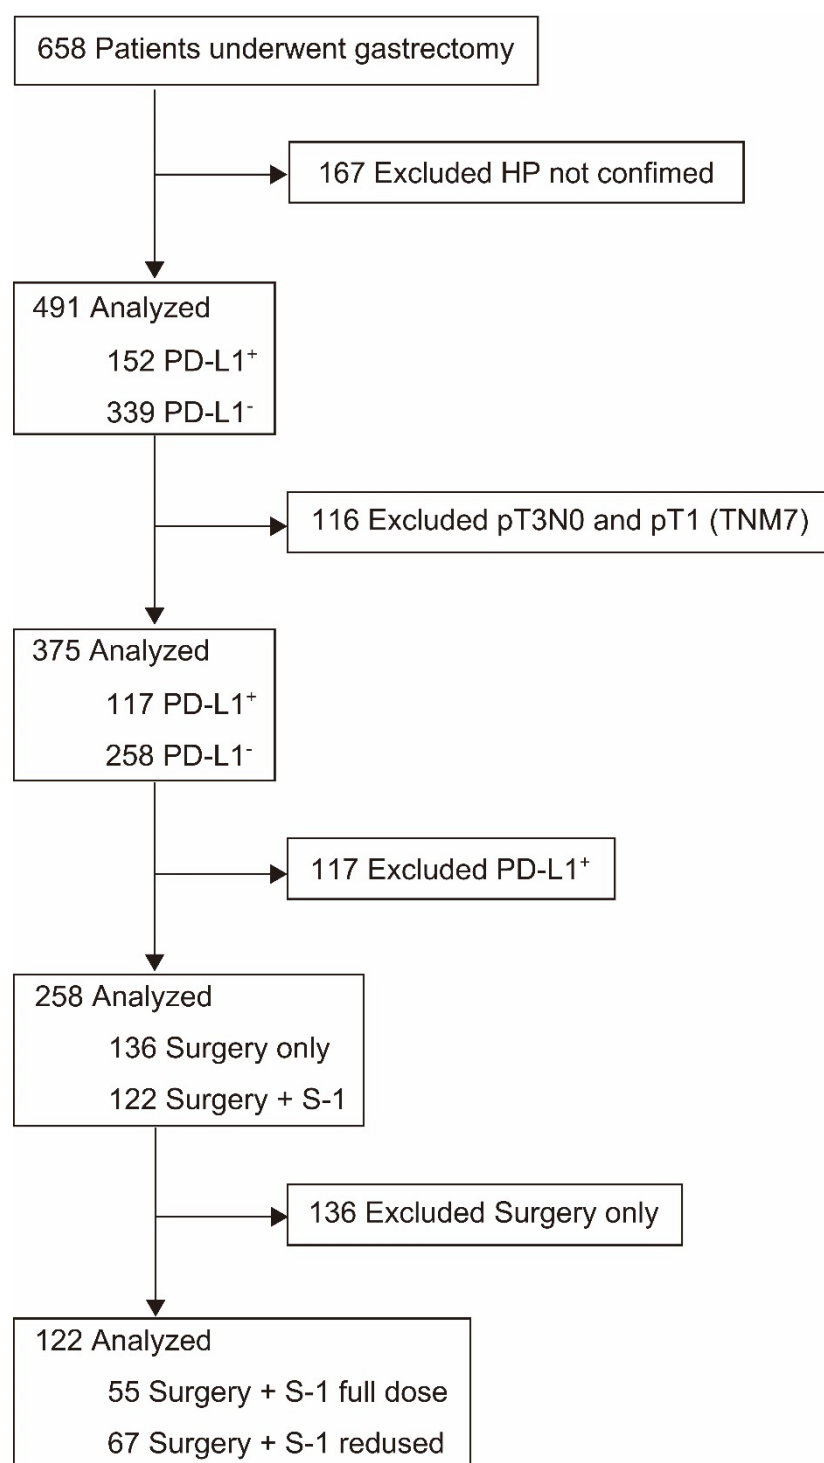 658 Patients underwent gastrectomy
167 Excluded HP not confimed
491 Analyzed
152 PD-L1⁺
339 PD-L1⁻
116 Excluded pT3N0 and pT1 (TNM7)
375 Analyzed
117 PD-L1⁺
258 PD-L1⁻
117 Excluded PD-L1⁺
258 Analyzed
136 Surgery only
122 Surgery + S-1
136 Excluded Surgery only
122 Analyzed
55 Surgery + S-1 full dose
67 Surgery + S-1 redused